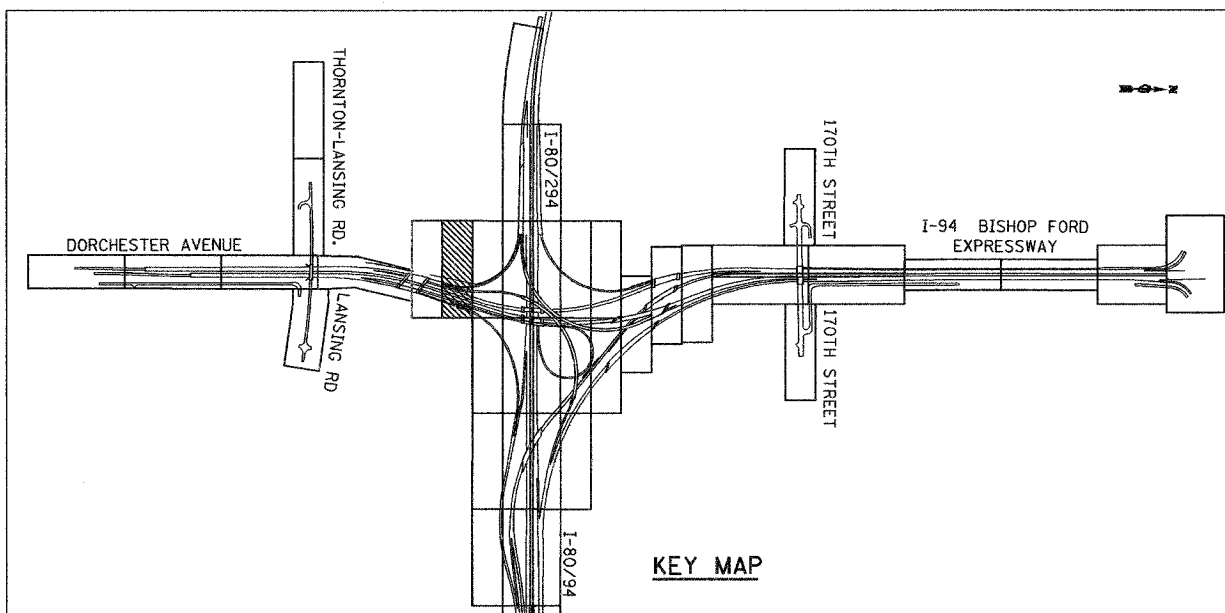 THORNTON-LANSING RD.
I-80/294
170TH STREET
N
I-94 BISHOP FORD
EXPRESSWAY
DORCHESTER AVENUE
LANSING RD
170TH STREET
I-80/94
KEY MAP